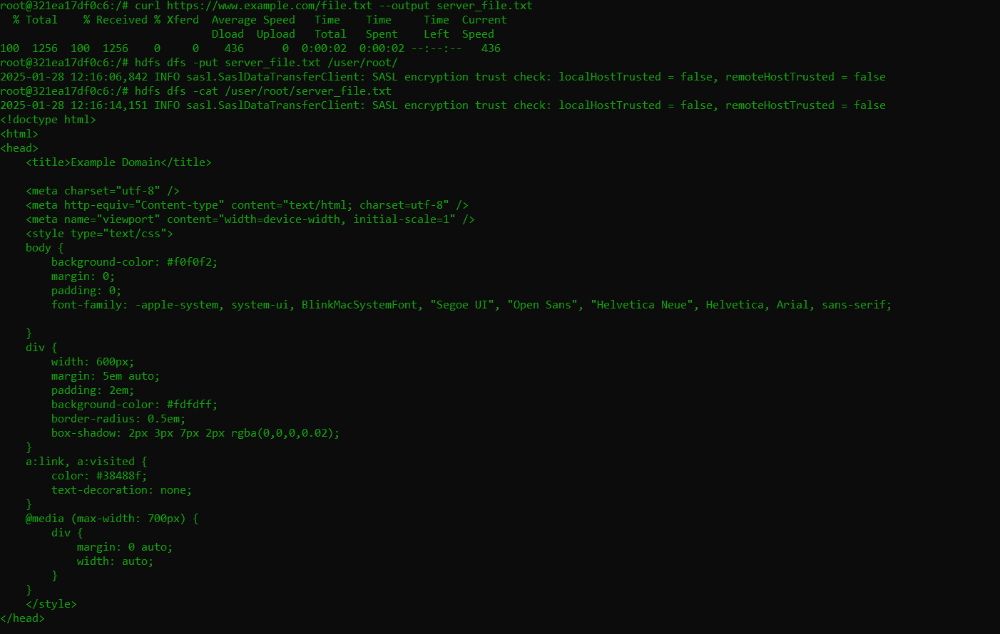 root@321ea17df0c6:/# curl https://www.example.com/file.txt --output server_file.txt
  % Total    % Received % Xferd  Average Speed   Time    Time     Time  Current
                                 Dload  Upload   Total   Spent    Left  Speed
100  1256  100  1256    0     0    436      0  0:00:02  0:00:02 --:--:--   436
root@321ea17df0c6:/# hdfs dfs -put server_file.txt /user/root/
2025-01-28 12:16:06,842 INFO sasl.SaslDataTransferClient: SASL encryption trust check: localHostTrusted = false, remoteHostTrusted = false
root@321ea17df0c6:/# hdfs dfs -cat /user/root/server_file.txt
2025-01-28 12:16:14,151 INFO sasl.SaslDataTransferClient: SASL encryption trust check: localHostTrusted = false, remoteHostTrusted = false
<!doctype html>
<html>
<head>
    <title>Example Domain</title>

    <meta charset="utf-8" />
    <meta http-equiv="Content-type" content="text/html; charset=utf-8" />
    <meta name="viewport" content="width=device-width, initial-scale=1" />
    <style type="text/css">
    body {
        background-color: #f0f0f2;
        margin: 0;
        padding: 0;
        font-family: -apple-system, system-ui, BlinkMacSystemFont, "Segoe UI", "Open Sans", "Helvetica Neue", Helvetica, Arial, sans-serif;

    }
    div {
        width: 600px;
        margin: 5em auto;
        padding: 2em;
        background-color: #fdfdff;
        border-radius: 0.5em;
        box-shadow: 2px 3px 7px 2px rgba(0,0,0,0.02);
    }
    a:link, a:visited {
        color: #38488f;
        text-decoration: none;
    }
    @media (max-width: 700px) {
        div {
            margin: 0 auto;
            width: auto;
        }
    }
    </style>
</head>